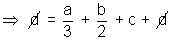 ⇒ d̸ = a/3 + b/2 + c + d̸